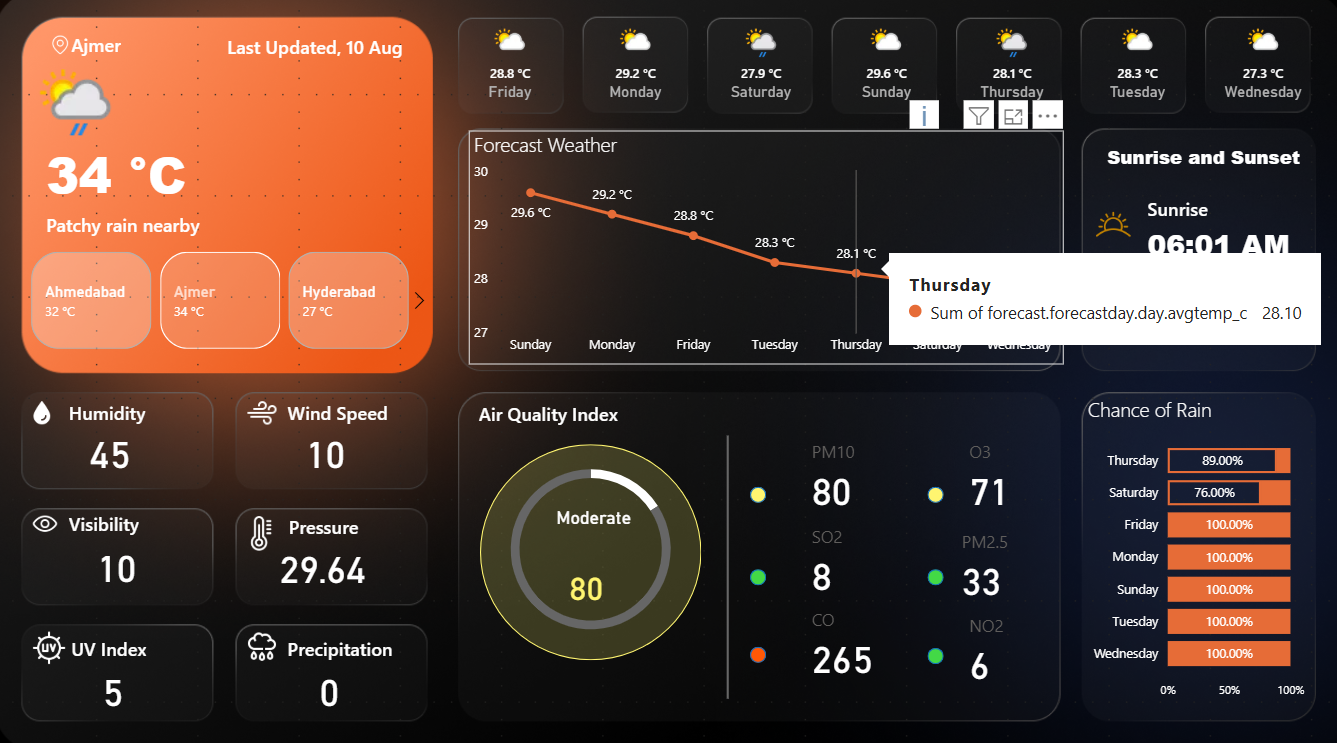 Ajmer
Last Updated, 10 Aug
34 °C
Patchy rain nearby
Ahmedabad
32 °C
Ajmer
34 °C
Hyderabad
27 °C
28.8 °C
Friday
29.2 °C
Monday
27.9 °C
Saturday
29.6 °C
Sunday
28.1 °C
Thursday
28.3 °C
Tuesday
27.3 °C
Wednesday
Forecast Weather
30
29
28
27
29.6 °C
29.2 °C
28.8 °C
28.3 °C
28.1 °C
Sunday
Monday
Friday
Tuesday
Thursday
Saturday
Wednesday
Thursday
Sum of forecast.forecastday.day.avgtemp_c 28.10
Sunrise and Sunset
Sunrise
06:01 AM
Humidity
45
Wind Speed
10
Visibility
10
Pressure
29.64
UV
UV Index
5
Precipitation
0
Air Quality Index
Moderate
80
PM10
80
O3
71
SO2
8
PM2.5
33
CO
265
NO2
6
Chance of Rain
Thursday 89.00%
Saturday 76.00%
Friday 100.00%
Monday 100.00%
Sunday 100.00%
Tuesday 100.00%
Wednesday 100.00%
0% 50% 100%